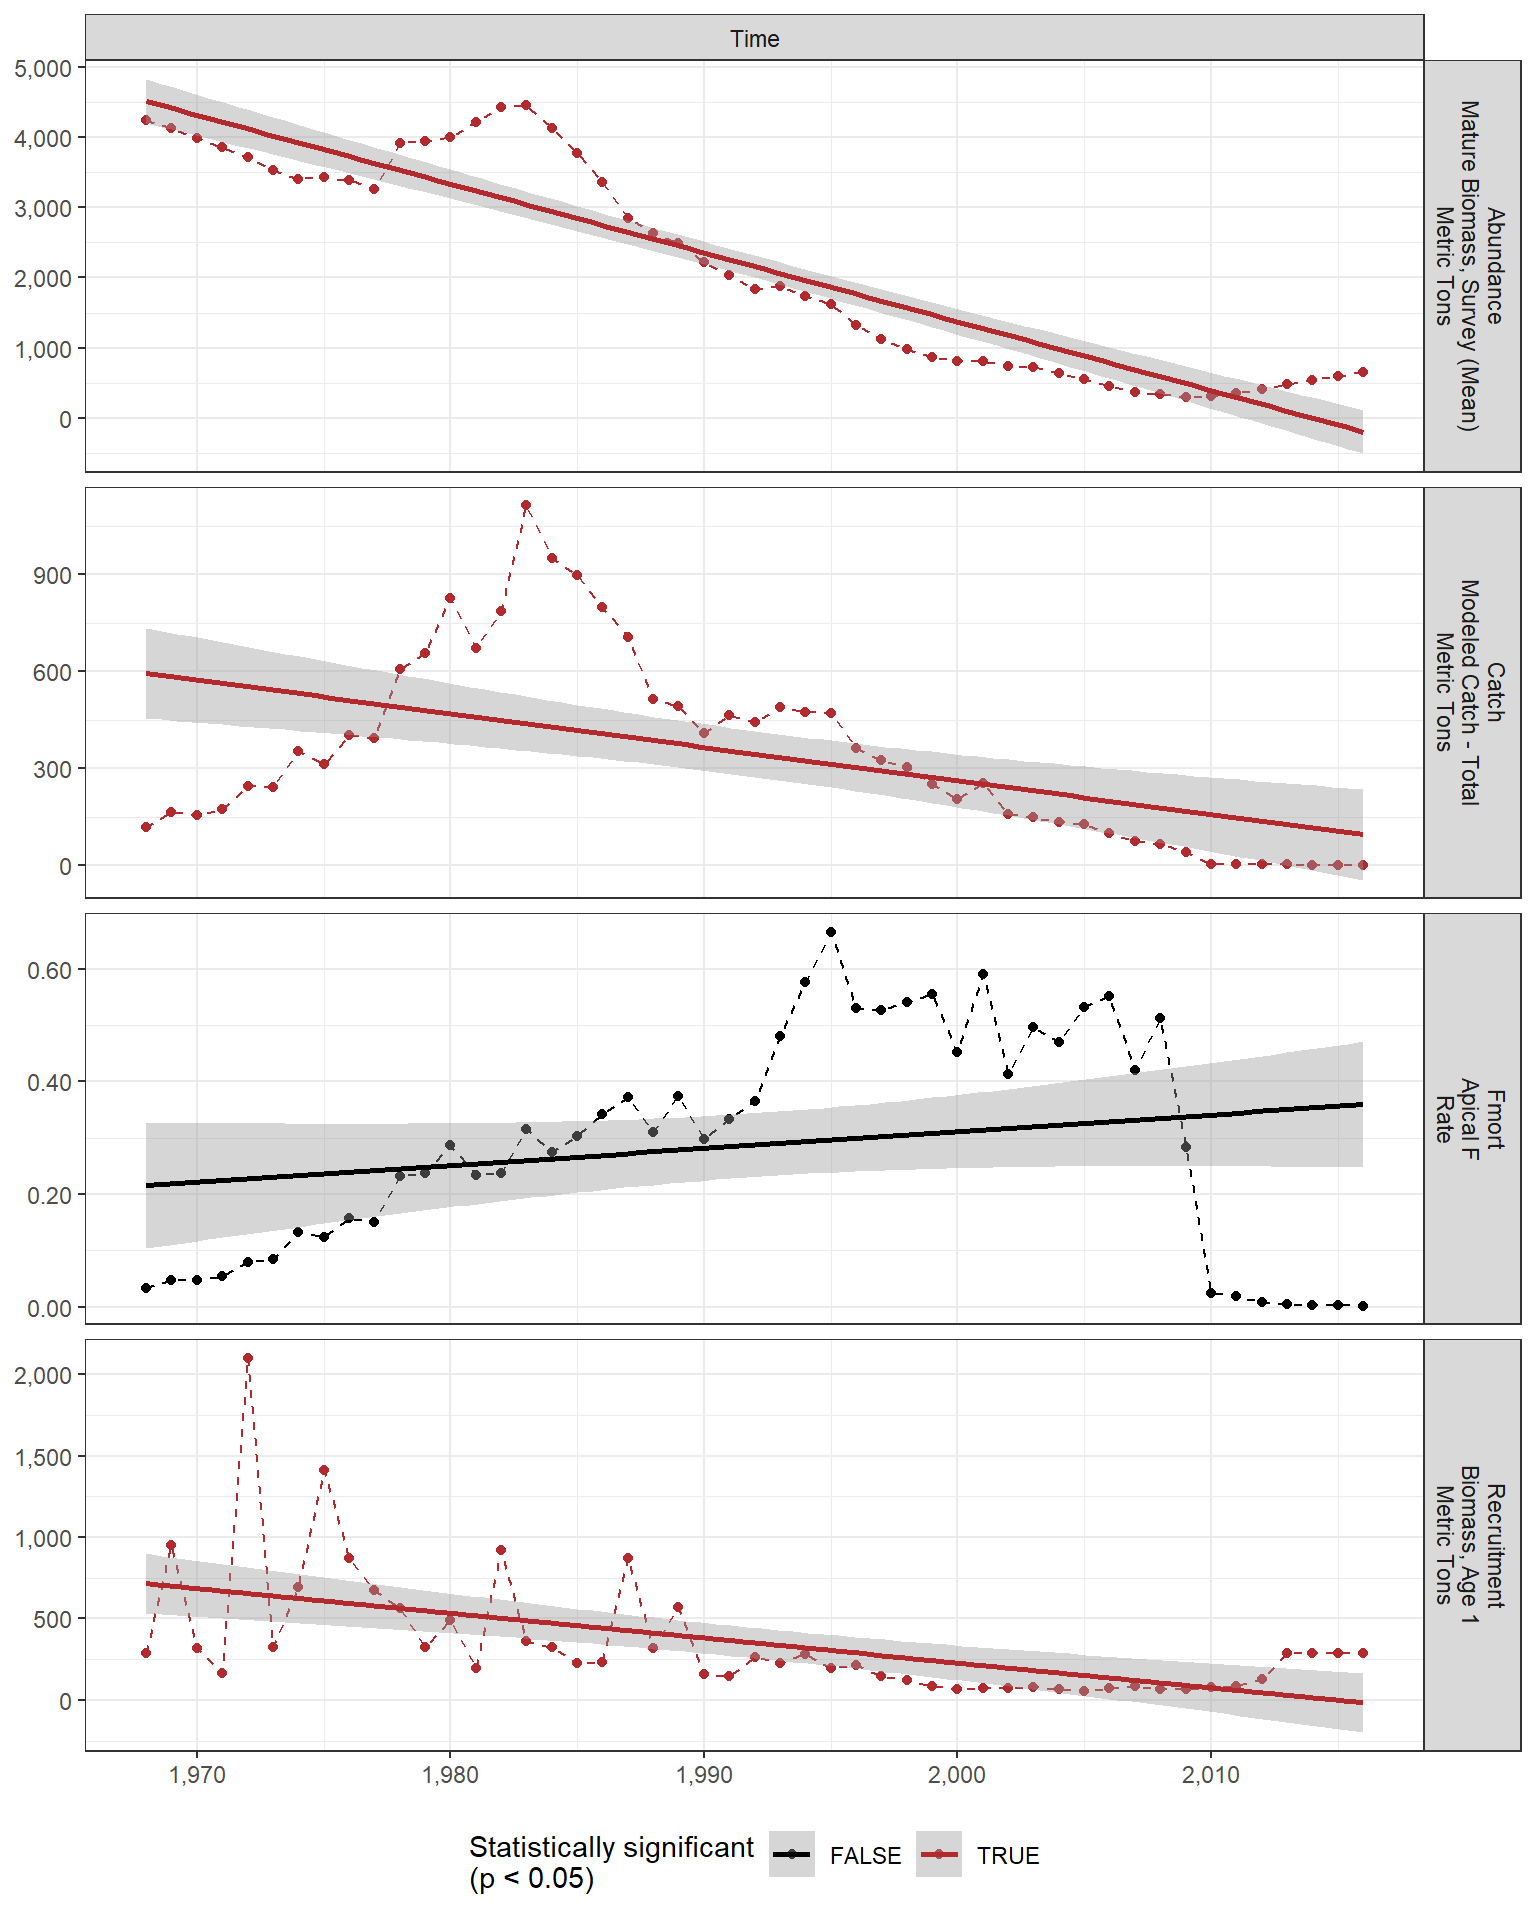 Time
5,000
4,000
3,000
2,000
1,000
0
Abundance
Mature Biomass, Survey (Mean)
Metric Tons
900
600
300
0
Catch
Modeled Catch - Total
Metric Tons
0.60
0.40
0.20
0.00
Fmort
Apical F
Rate
2,000
1,500
1,000
500
0
Recruitment
Biomass, Age 1
Metric Tons
1,970
1,980
1,990
2,000
2,010
Statistically significant
(p < 0.05)
FALSE
TRUE